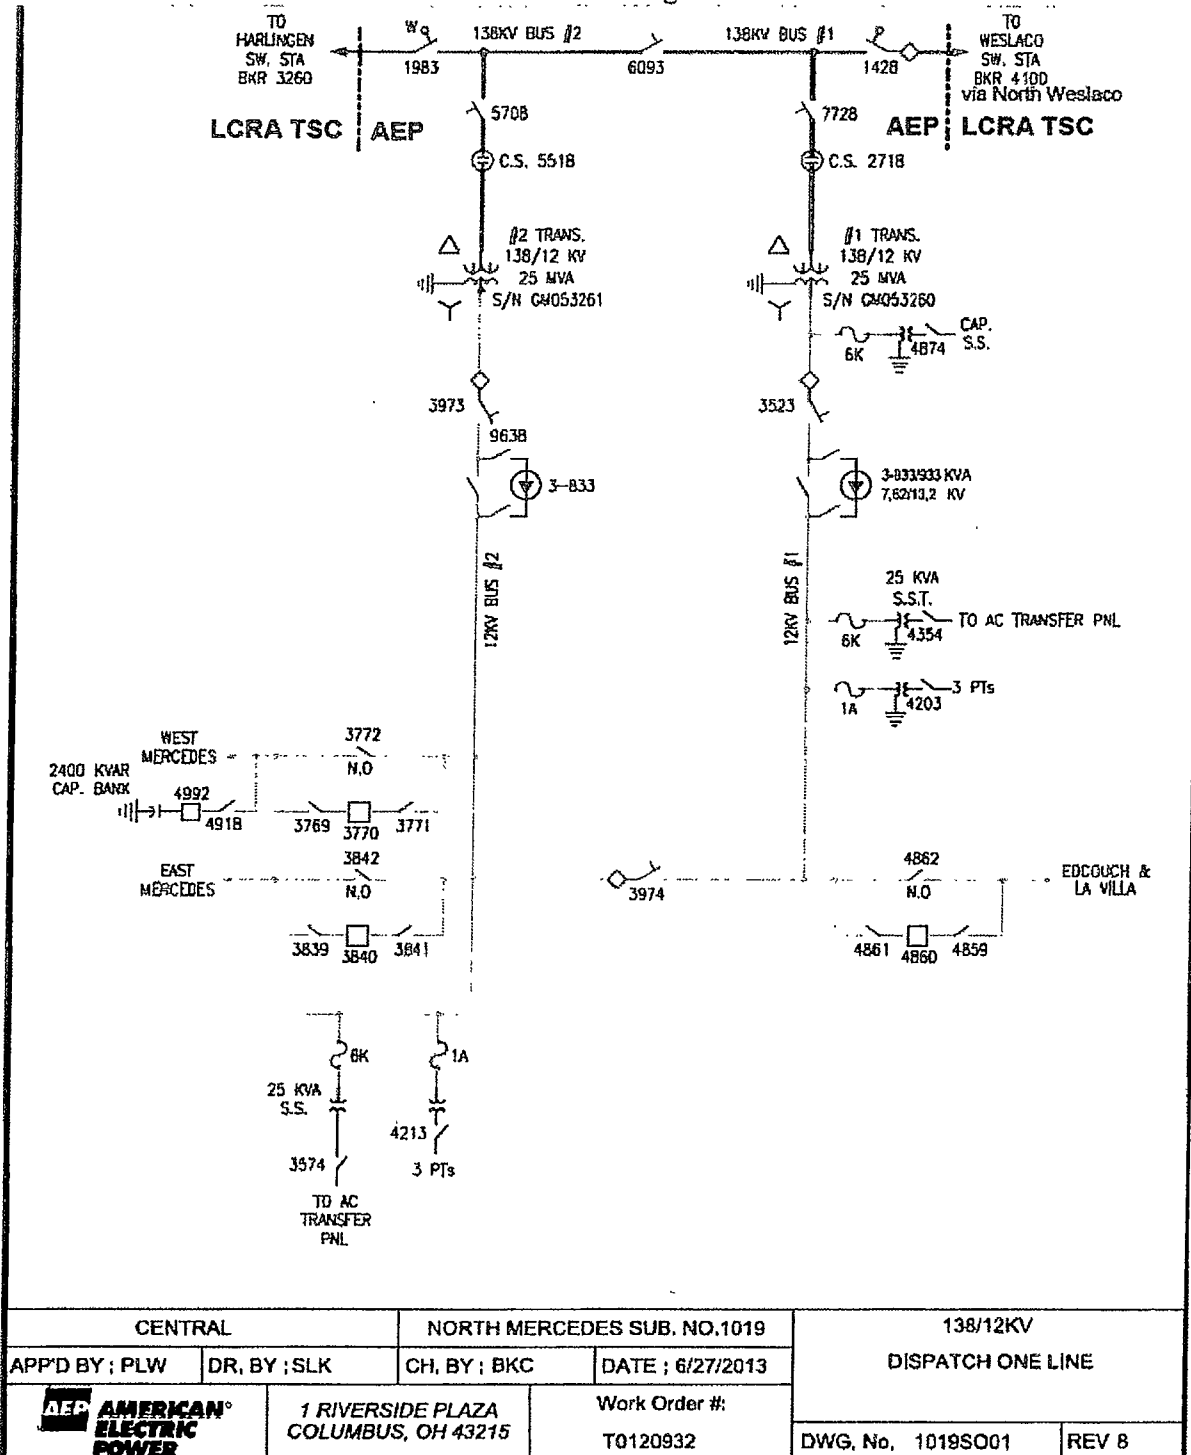 TO
HARLINGEN
SW. STA
BKR 3260
LCRA TSC
AEP
1983
138KV BUS #2
6093
138KV BUS #1
1428
TO
WESLACO
SW. STA
BKR 4100
via North Weslaco
AEP
LCRA TSC
5708
C.S. 5518
7728
C.S. 2718
#2 TRANS.
138/12 KV
25 MVA
S/N GM053261
#1 TRANS.
138/12 KV
25 MVA
S/N GM053260
6K
4874
CAP.
S.S.
3973
9638
3-833
3523
3-833/933 KVA
7,62/13,2 KV
12KV BUS #2
12KV BUS #1
25 KVA
S.S.T.
6K
4354
TO AC TRANSFER PNL
1A
4203
3 PTs
WEST
MERCEDES
3772
N.O
2400 KVAR
CAP. BANK
4992
4918
3769
3770
3771
EAST
MERCEDES
3842
N.O
3839
3840
3841
3974
4862
N.O
EDCOUCH &
LA VILLA
4861
4860
4859
6K
1A
25 KVA
S.S.
4213
3 PTs
3574
TO AC
TRANSFER
PNL
CENTRAL
NORTH MERCEDES SUB. NO.1019
138/12KV
DISPATCH ONE LINE
APP'D BY ; PLW
DR, BY ; SLK
CH, BY ; BKC
DATE ; 6/27/2013
AEP AMERICAN®
ELECTRIC
POWER
1 RIVERSIDE PLAZA
COLUMBUS, OH 43215
Work Order #:
T0120932
DWG, No, 1019SO01
REV 8